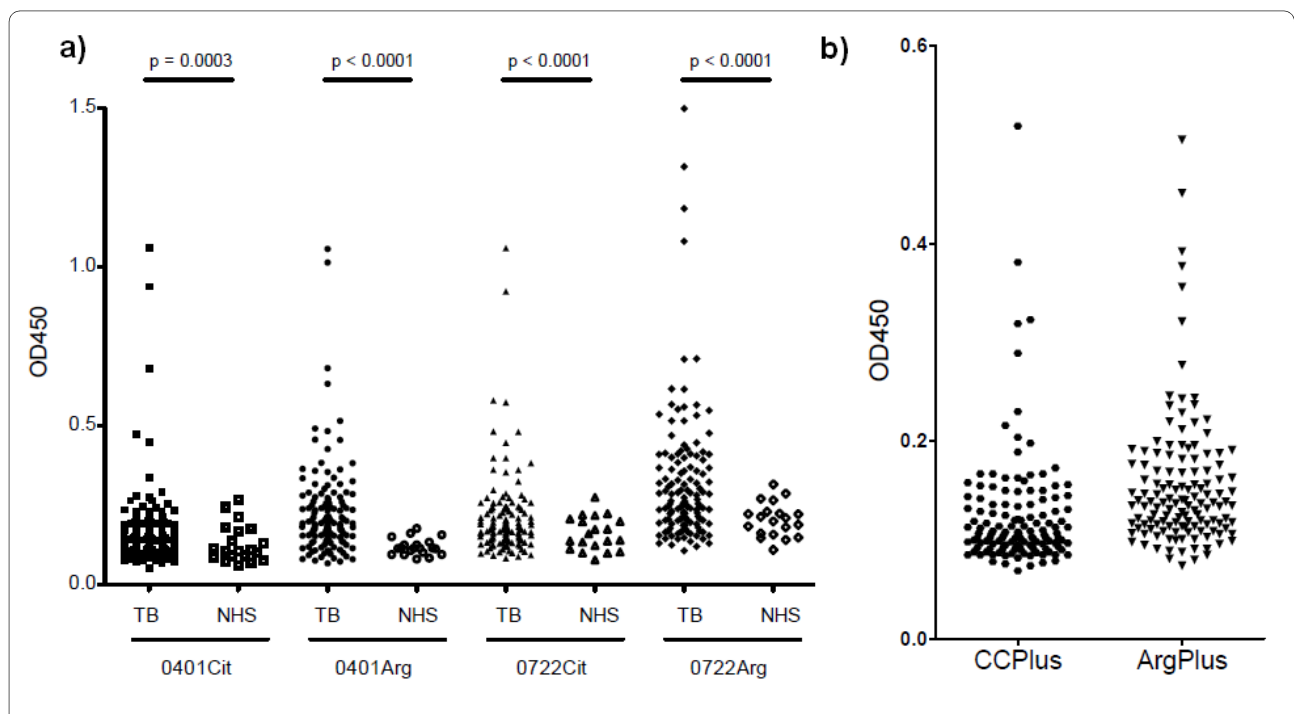 a)
p = 0.0003 p < 0.0001 p < 0.0001 p < 0.0001
1.5
1.0
0.5
0.0
OD450
TB NHS TB NHS TB NHS TB NHS
0401Cit 0401Arg 0722Cit 0722Arg
b)
0.6
0.4
0.2
0.0
OD450
CCPlus ArgPlus